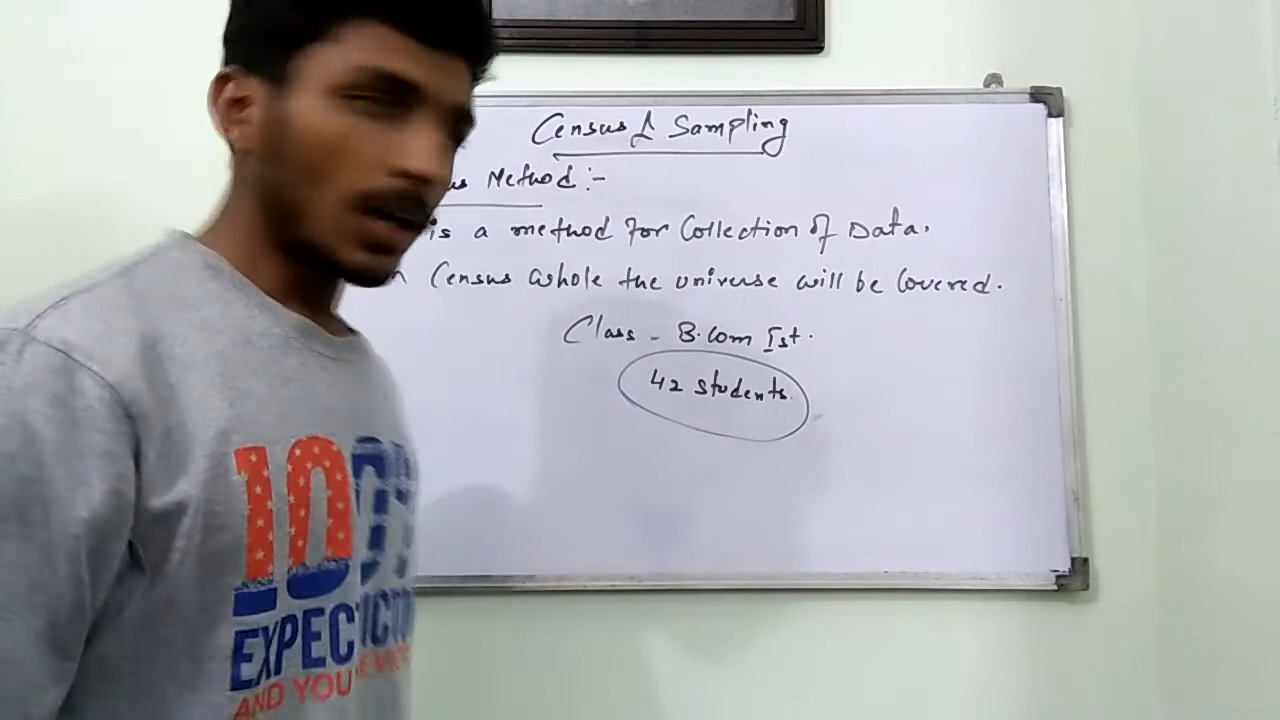 Census & Sampling
Method :-
is a method for Collection of Data.
Census whole the universe will be Covered.
Class - B.Com Ist.
42 students.
10
EXPEC
AND YOU